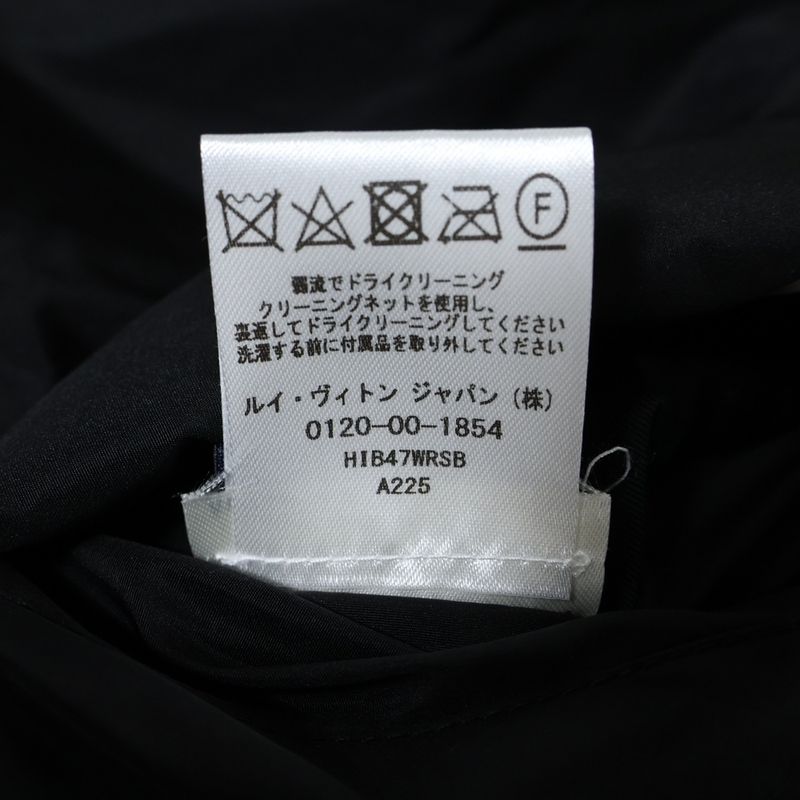 F
弱流でドライクリーニング
クリーニングネットを使用し、
裏返してドライクリーニングしてください
洗濯する前に付属品を取り外してください
ルイ・ヴィトン ジャパン（株）
0120-00-1854
HIB47WRSB
A225